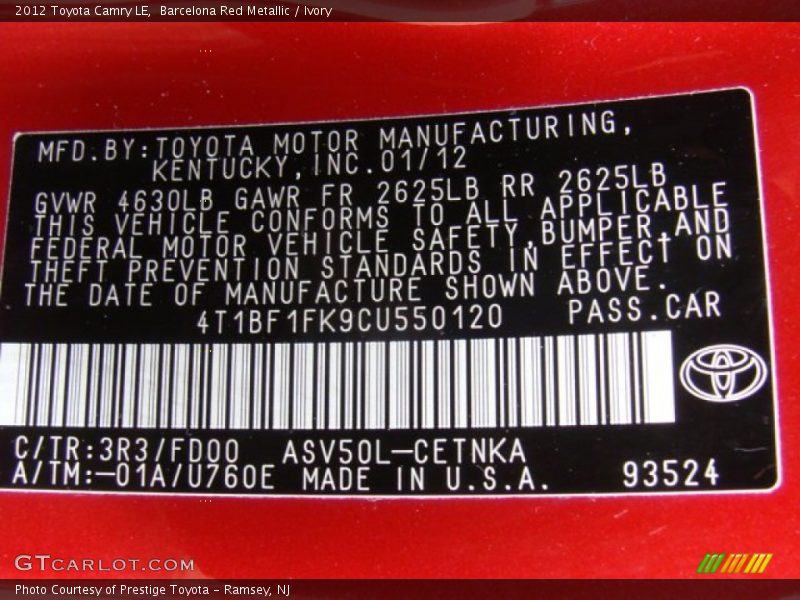 2012 Toyota Camry LE, Barcelona Red Metallic / Ivory
MFD.BY:TOYOTA MOTOR MANUFACTURING,
KENTUCKY,INC.01/12
GVWR 4630LB GAWR FR 2625LB RR 2625LB
THIS VEHICLE CONFORMS TO ALL APPLICABLE
FEDERAL MOTOR VEHICLE SAFETY,BUMPER,AND
THEFT PREVENTION STANDARDS IN EFFECT ON
THE DATE OF MANUFACTURE SHOWN ABOVE.
4T1BF1FK9CU550120 PASS.CAR
C/TR:3R3/FD00 ASV50L-CETNKA
A/TM:-01A/U760E MADE IN U.S.A. 93524
GTCARLOT.COM
Photo Courtesy of Prestige Toyota - Ramsey, NJ